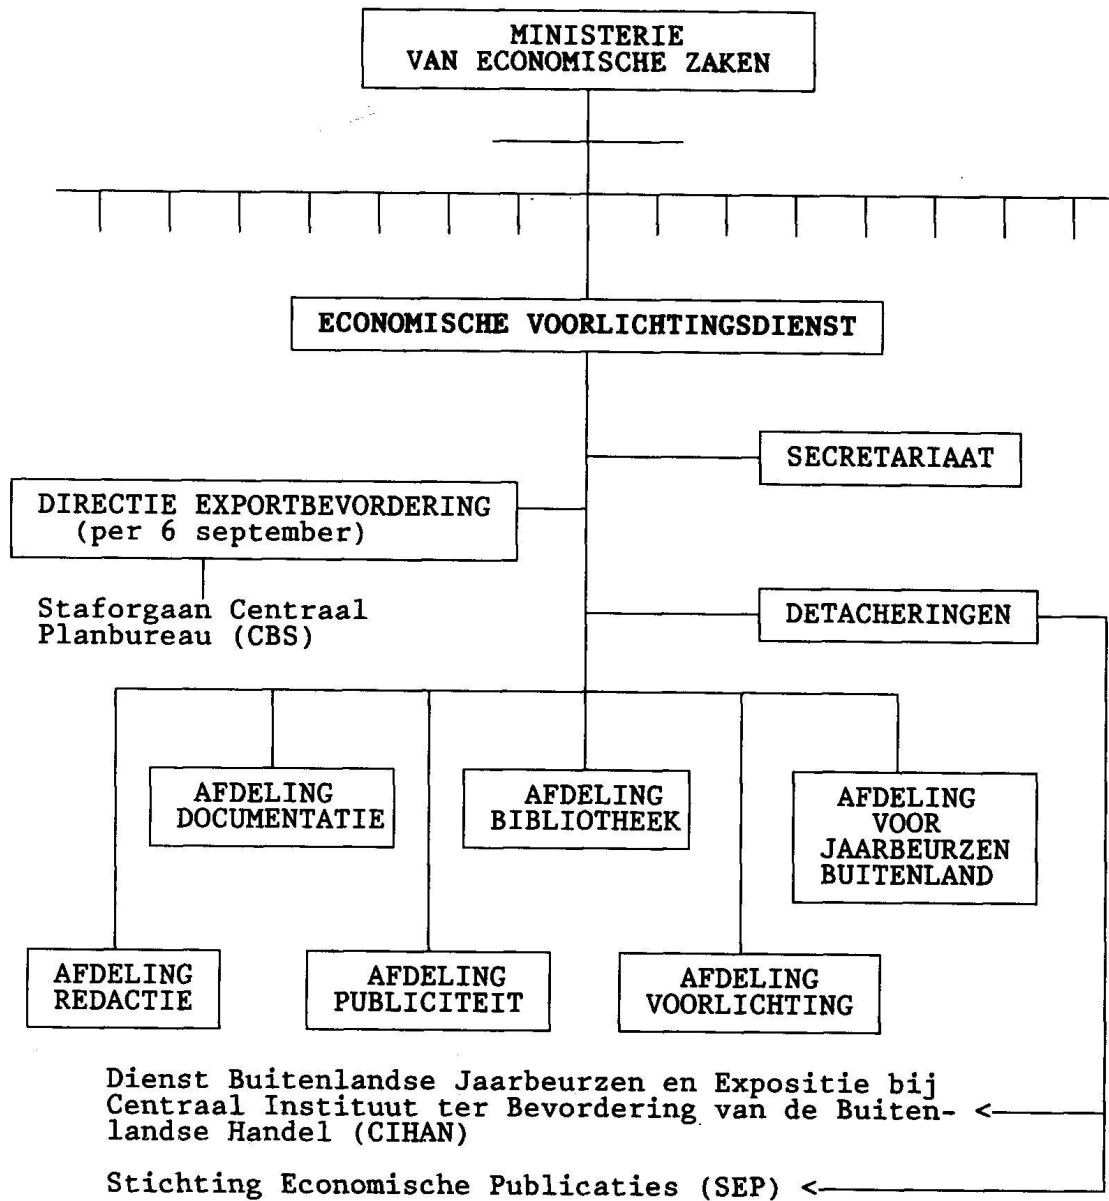 MINISTERIE
VAN ECONOMISCHE ZAKEN
ECONOMISCHE VOORLICHTINGSDIENST
SECRETARIAAT
DIRECTIE EXPORTBEVORDERING
(per 6 september)
Staforgaan Centraal
Planbureau (CBS)
DETACHERINGEN
AFDELING
DOCUMENTATIE
AFDELING
BIBLIOTHEEK
AFDELING
VOOR
JAARBEURZEN
BUITENLAND
AFDELING
REDACTIE
AFDELING
PUBLICITEIT
AFDELING
VOORLICHTING
Dienst Buitenlandse Jaarbeurzen en Expositie bij
Centraal Instituut ter Bevordering van de Buiten-
landse Handel (CIHAN)
Stichting Economische Publicaties (SEP)